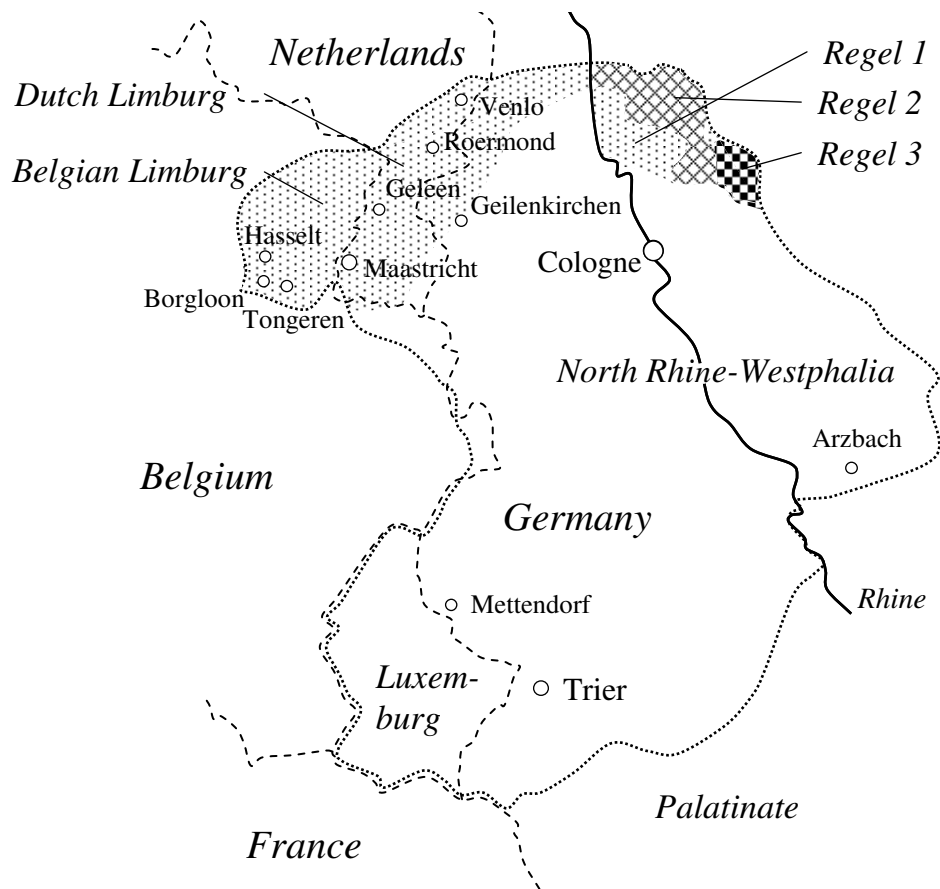 Netherlands
Regel 1
Dutch Limburg
Regel 2
Venlo
Roermond
Regel 3
Belgian Limburg
Geleen
Geilenkirchen
Hasselt
Cologne
Maastricht
Borgloon
Tongeren
North Rhine-Westphalia
Arzbach
Belgium
Germany
Rhine
Mettendorf
Luxem-
burg
Trier
Palatinate
France